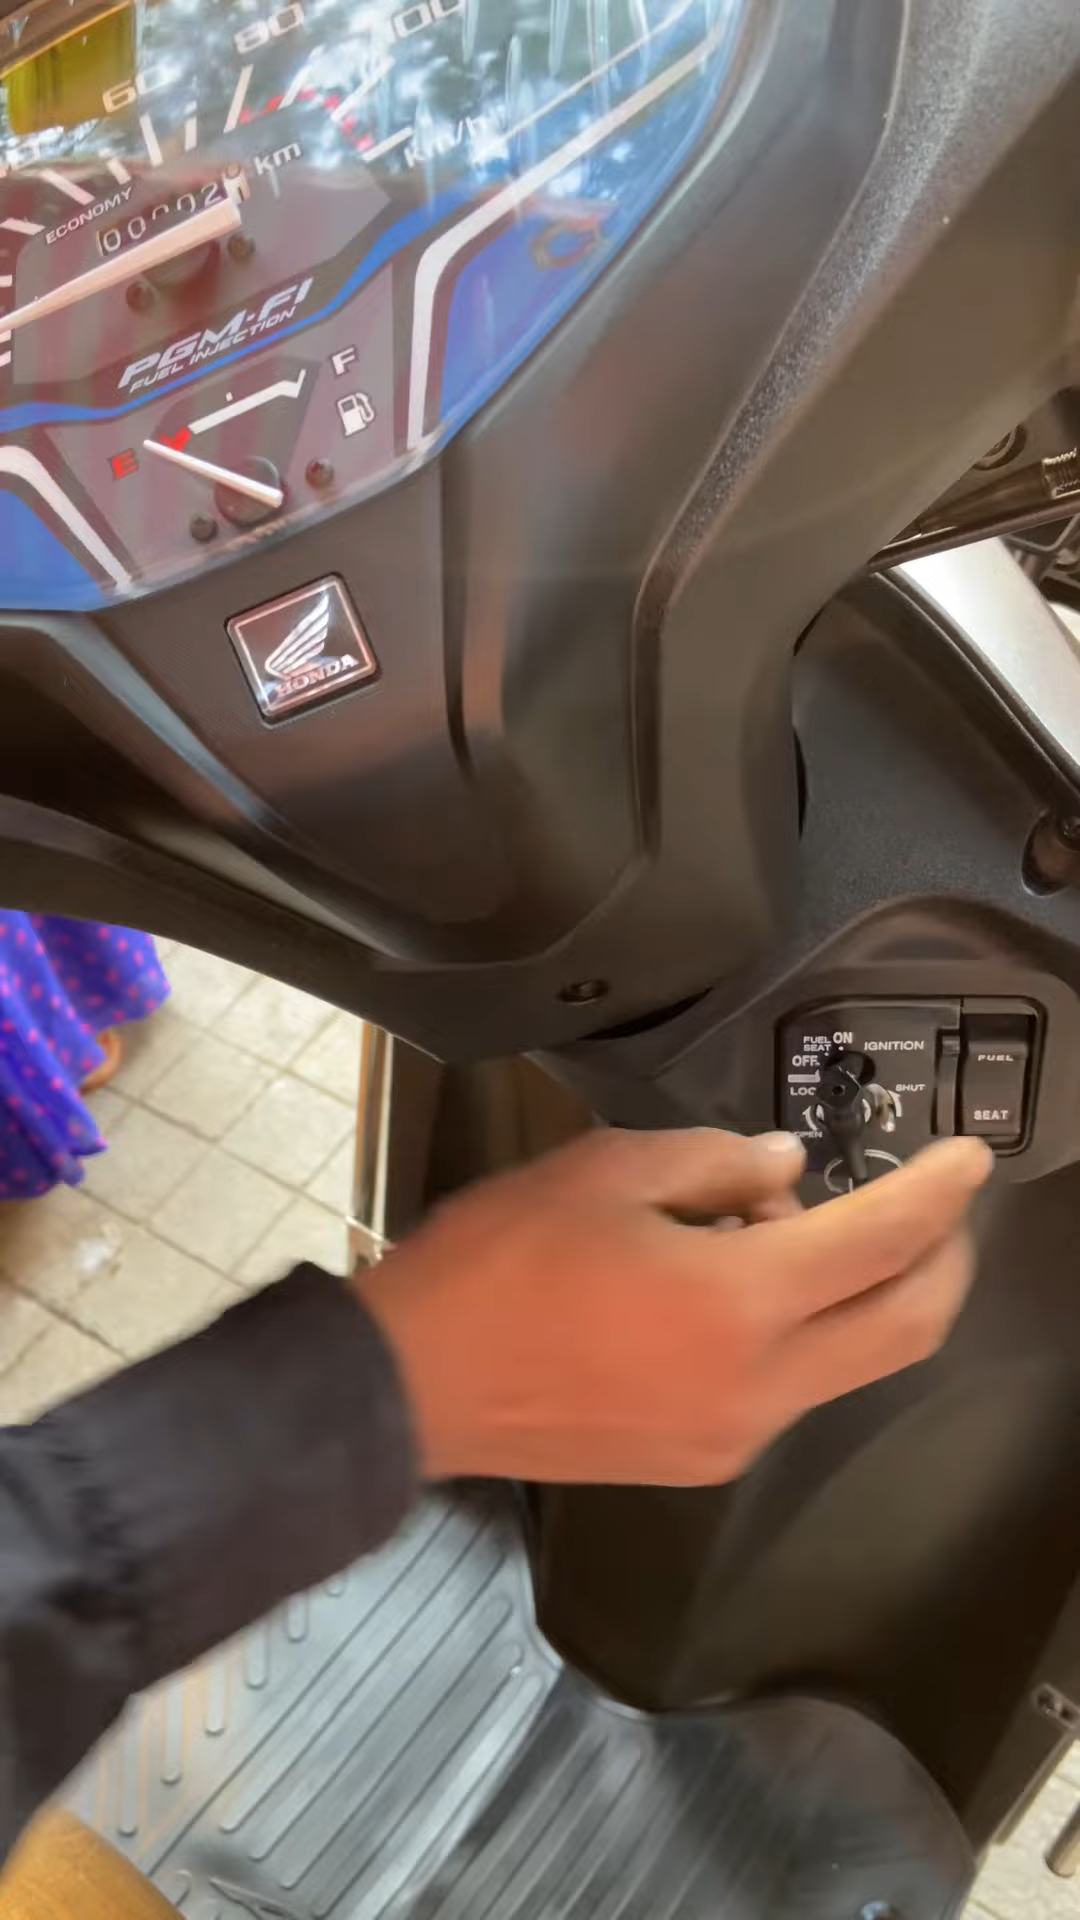 80
100
60
km/h
km
ECONOMY
PGM-FI
FUEL INJECTION
F
E
HONDA
FUEL
SEAT
ON
IGNITION
OFF
SHUT
OPEN
FUEL
SEAT